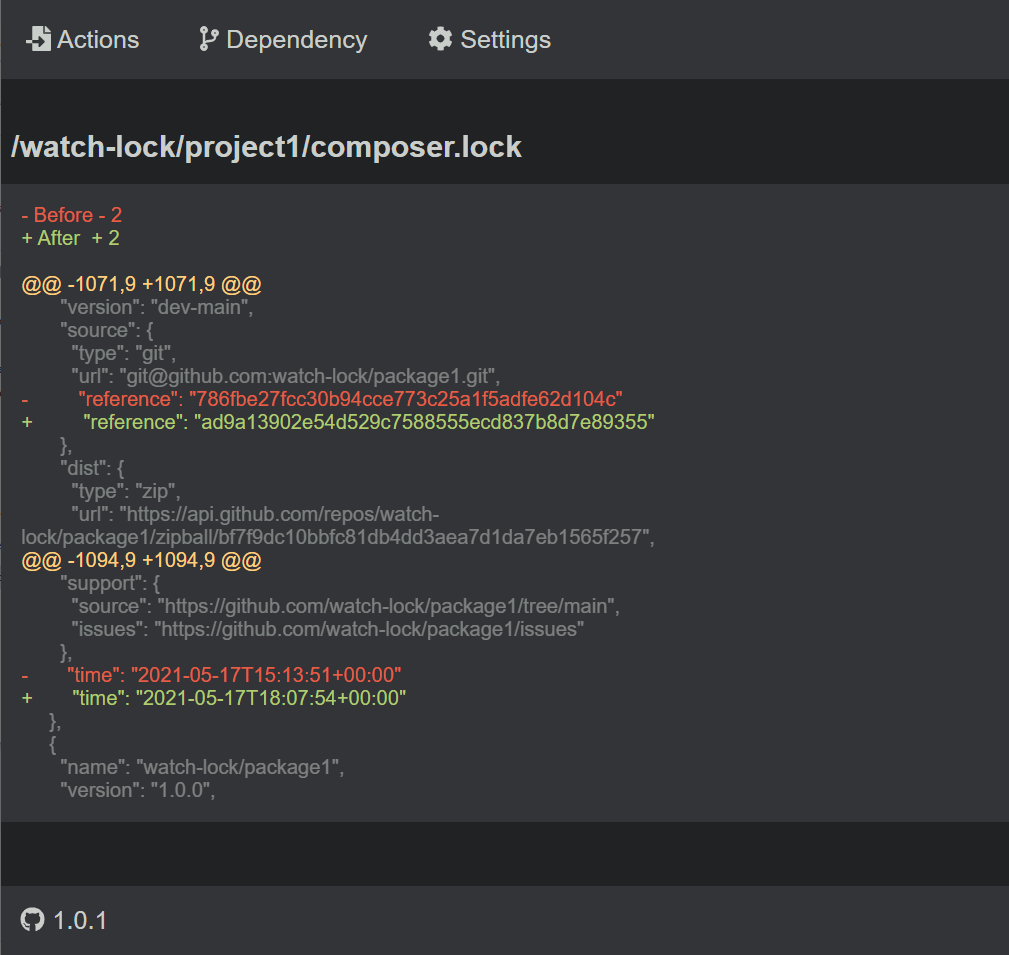 Actions Dependency Settings
/watch-lock/project1/composer.lock
- Before - 2
+ After + 2
@@ -1071,9 +1071,9 @@
"version": "dev-main",
"source": {
"type": "git",
"url": "git@github.com:watch-lock/package1.git",
- "reference": "786fbe27fcc30b94cce773c25a1f5adfe62d104c"
+ "reference": "ad9a13902e54d529c7588555ecd837b8d7e89355"
},
"dist": {
"type": "zip",
"url": "https://api.github.com/repos/watch-
lock/package1/zipball/bf7f9dc10bbfc81db4dd3aea7d1da7eb1565f257",
@@ -1094,9 +1094,9 @@
"support": {
"source": "https://github.com/watch-lock/package1/tree/main",
"issues": "https://github.com/watch-lock/package1/issues"
},
- "time": "2021-05-17T15:13:51+00:00"
+ "time": "2021-05-17T18:07:54+00:00"
},
{
"name": "watch-lock/package1",
"version": "1.0.0",
1.0.1